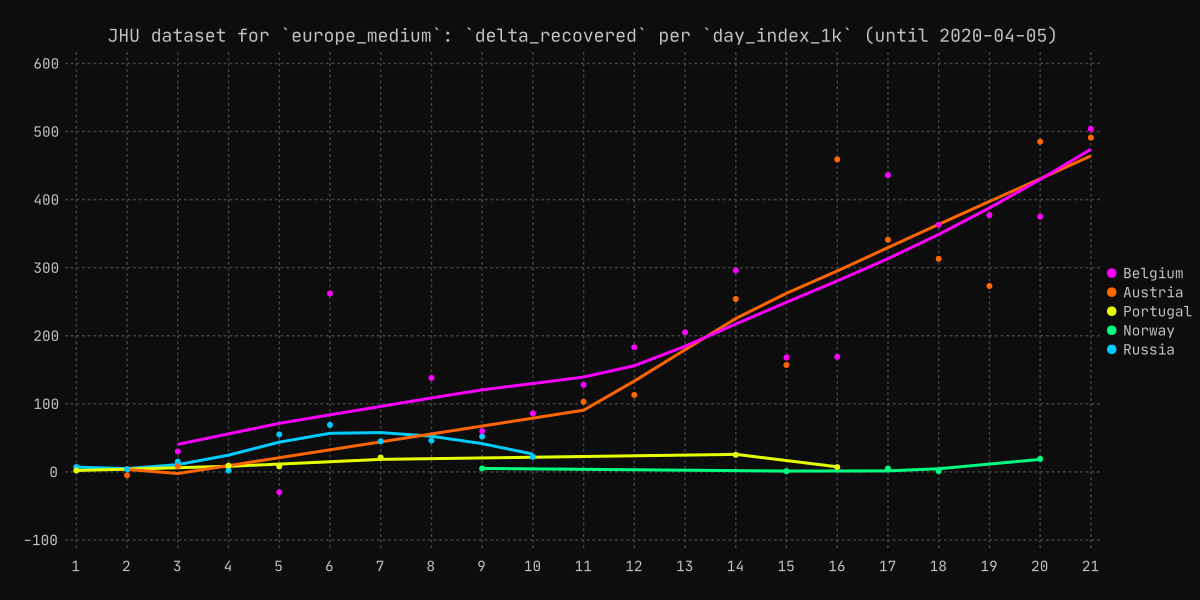 JHU dataset for `europe_medium`: `delta_recovered` per `day_index_1k` (until 2020-04-05)
600
500
400
300
200
100
0
-100
1 2 3 4 5 6 7 8 9 10 11 12 13 14 15 16 17 18 19 20 21
Belgium
Austria
Portugal
Norway
Russia